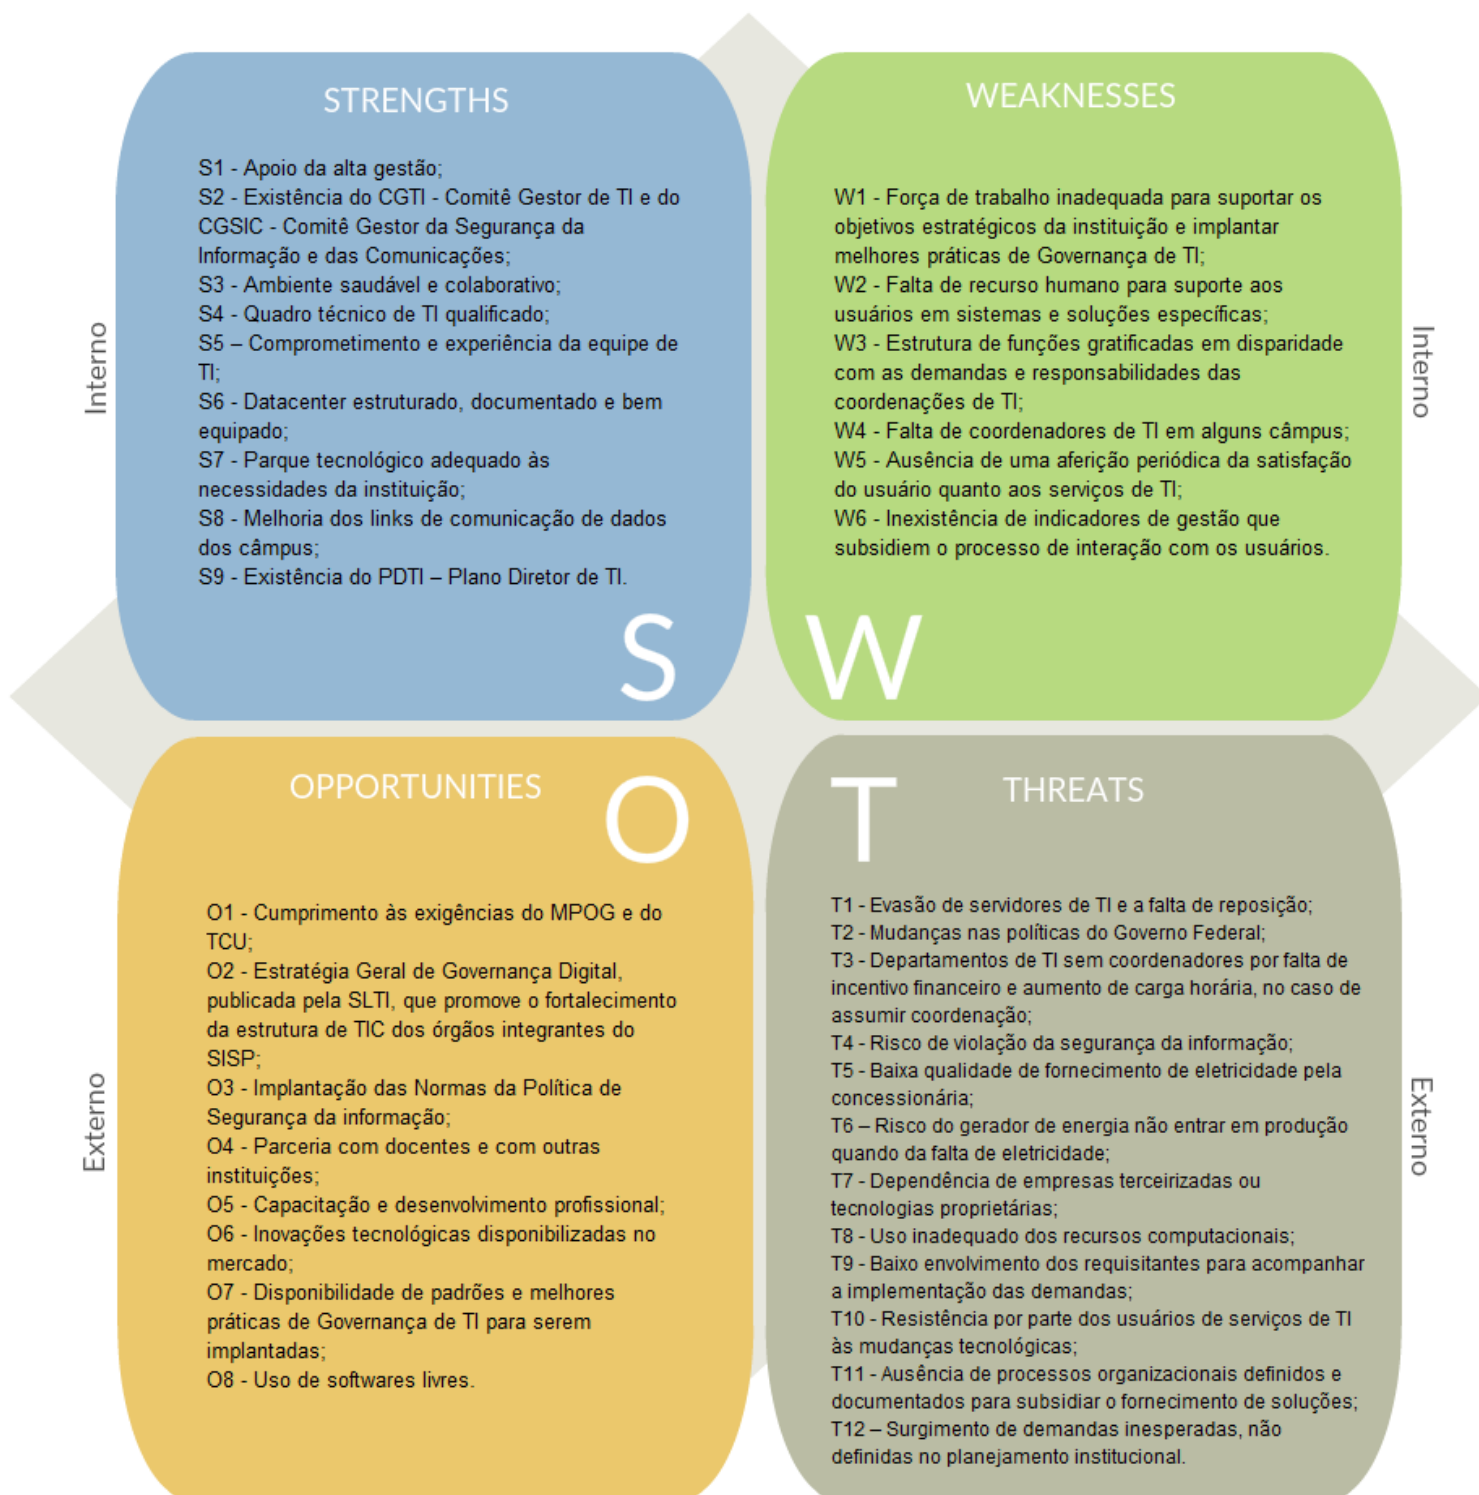 STRENGTHS
S1 - Apoio da alta gestão;
S2 - Existência do CGTI - Comitê Gestor de TI e do
CGSIC - Comitê Gestor da Segurança da
Informação e das Comunicações;
S3 - Ambiente saudável e colaborativo;
S4 - Quadro técnico de TI qualificado;
S5 – Comprometimento e experiência da equipe de
TI;
S6 - Datacenter estruturado, documentado e bem
equipado;
S7 - Parque tecnológico adequado às
necessidades da instituição;
S8 - Melhoria dos links de comunicação de dados
dos câmpus;
S9 - Existência do PDTI – Plano Diretor de TI.
S
Interno
WEAKNESSES
W1 - Força de trabalho inadequada para suportar os
objetivos estratégicos da instituição e implantar
melhores práticas de Governança de TI;
W2 - Falta de recurso humano para suporte aos
usuários em sistemas e soluções específicas;
W3 - Estrutura de funções gratificadas em disparidade
com as demandas e responsabilidades das
coordenações de TI;
W4 - Falta de coordenadores de TI em alguns câmpus;
W5 - Ausência de uma aferição periódica da satisfação
do usuário quanto aos serviços de TI;
W6 - Inexistência de indicadores de gestão que
subsidiem o processo de interação com os usuários.
W
Interno
OPPORTUNITIES
O
O1 - Cumprimento às exigências do MPOG e do
TCU;
O2 - Estratégia Geral de Governança Digital,
publicada pela SLTI, que promove o fortalecimento
da estrutura de TIC dos órgãos integrantes do
SISP;
O3 - Implantação das Normas da Política de
Segurança da informação;
O4 - Parceria com docentes e com outras
instituições;
O5 - Capacitação e desenvolvimento profissional;
O6 - Inovações tecnológicas disponibilizadas no
mercado;
O7 - Disponibilidade de padrões e melhores
práticas de Governança de TI para serem
implantadas;
O8 - Uso de softwares livres.
Externo
T
THREATS
T1 - Evasão de servidores de TI e a falta de reposição;
T2 - Mudanças nas políticas do Governo Federal;
T3 - Departamentos de TI sem coordenadores por falta de
incentivo financeiro e aumento de carga horária, no caso de
assumir coordenação;
T4 - Risco de violação da segurança da informação;
T5 - Baixa qualidade de fornecimento de eletricidade pela
concessionária;
T6 – Risco do gerador de energia não entrar em produção
quando da falta de eletricidade;
T7 - Dependência de empresas terceirizadas ou
tecnologias proprietárias;
T8 - Uso inadequado dos recursos computacionais;
T9 - Baixo envolvimento dos requisitantes para acompanhar
a implementação das demandas;
T10 - Resistência por parte dos usuários de serviços de TI
às mudanças tecnológicas;
T11 - Ausência de processos organizacionais definidos e
documentados para subsidiar o fornecimento de soluções;
T12 – Surgimento de demandas inesperadas, não
definidas no planejamento institucional.
Externo